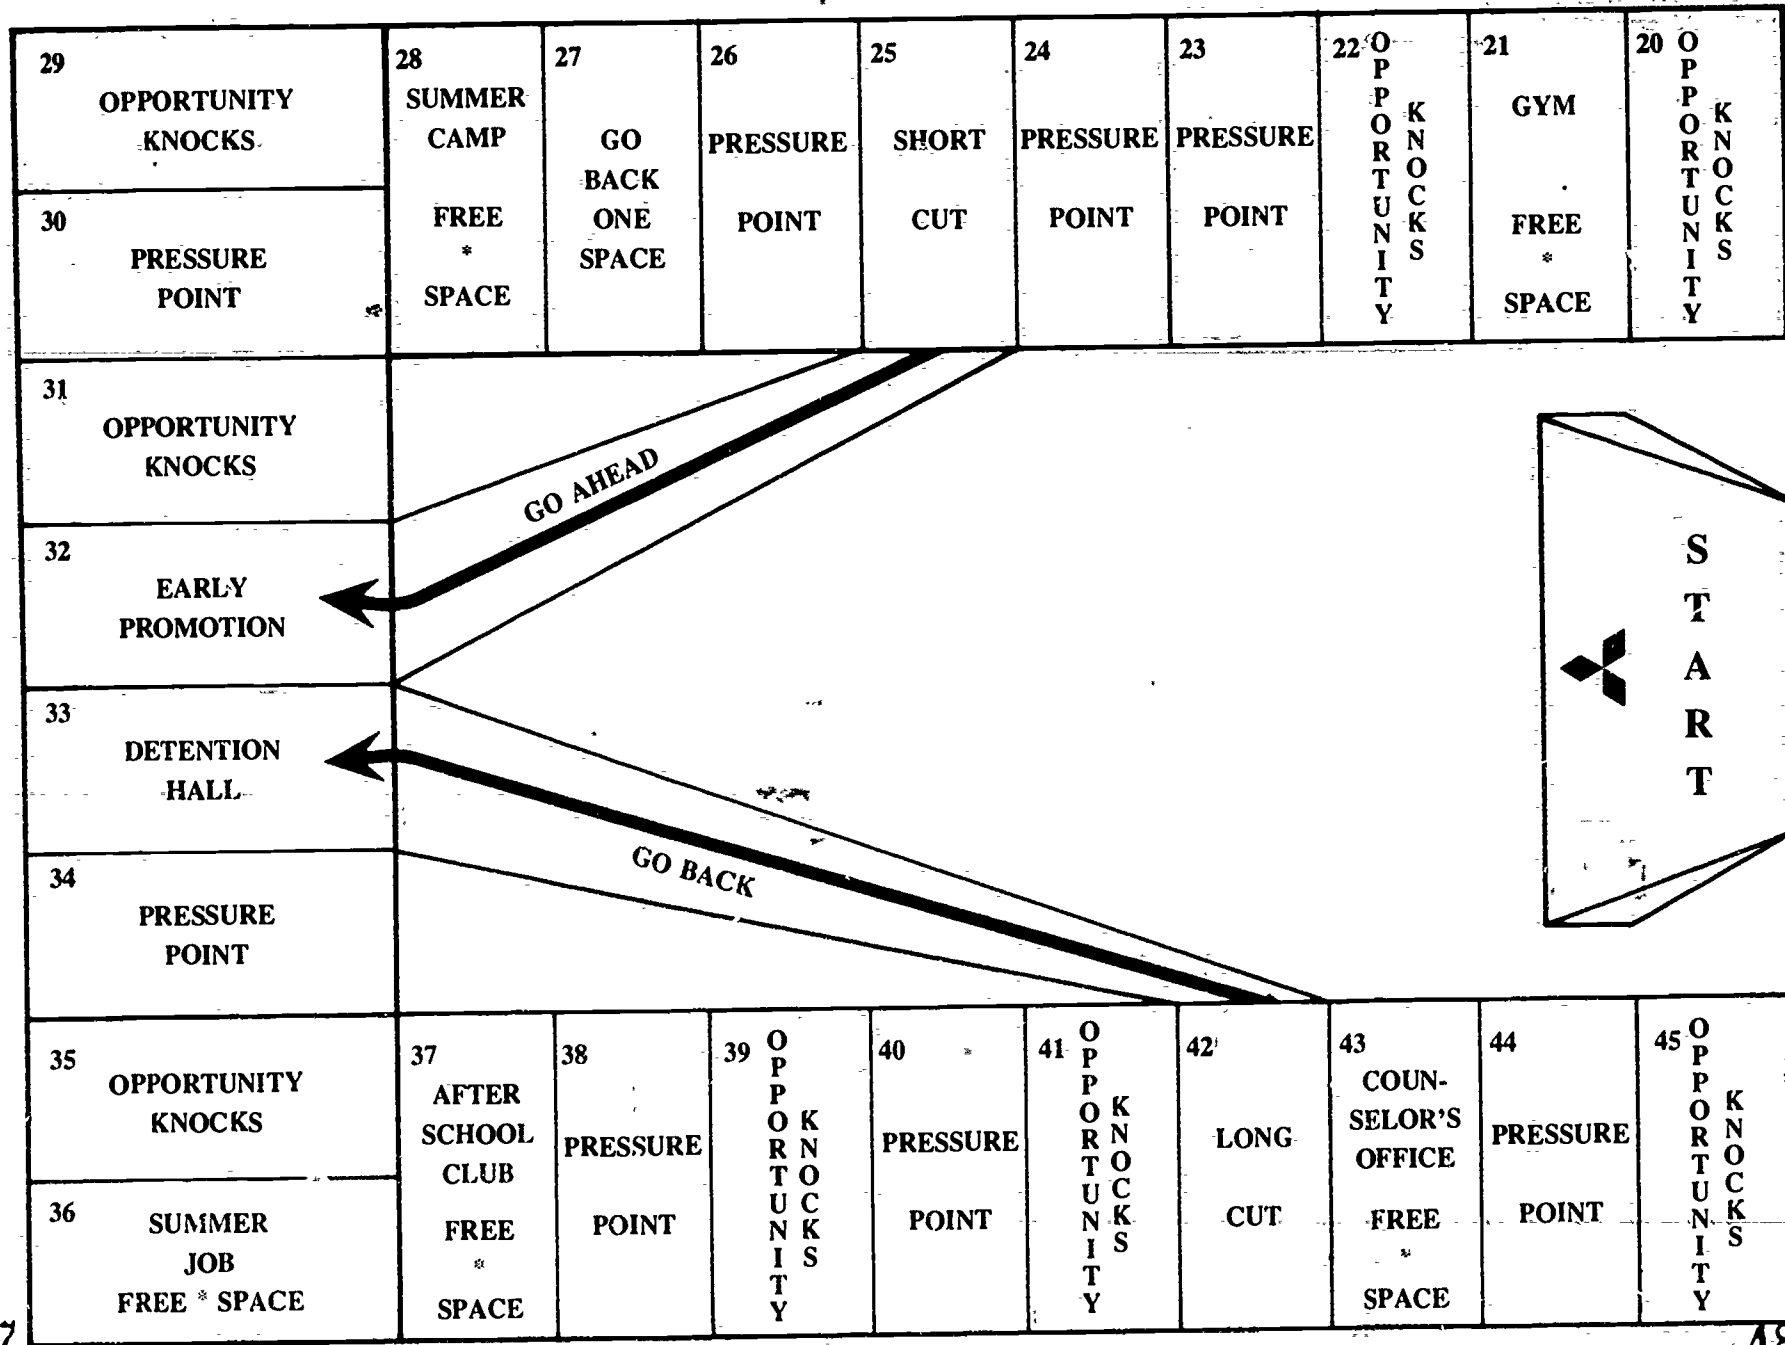 29
OPPORTUNITY
KNOCKS
28
SUMMER
CAMP
FREE
*
SPACE
27
GO
BACK
ONE
SPACE
26
PRESSURE
POINT
25
SHORT
CUT
24
PRESSURE
POINT
23
PRESSURE
POINT
22
OPPORTUNITY
KNOCKS
21
GYM
FREE
*
SPACE
20
OPPORTUNITY
KNOCKS
30
PRESSURE
POINT
31
OPPORTUNITY
KNOCKS
32
EARLY
PROMOTION
GO AHEAD
START
33
DETENTION
HALL
GO BACK
34
PRESSURE
POINT
35
OPPORTUNITY
KNOCKS
36
SUMMER
JOB
FREE * SPACE
37
AFTER
SCHOOL
CLUB
FREE
*
SPACE
38
PRESSURE
POINT
39
OPPORTUNITY
KNOCKS
40
PRESSURE
POINT
41
OPPORTUNITY
KNOCKS
42
LONG
CUT
43
COUN-
SELOR'S
OFFICE
FREE
*
SPACE
44
PRESSURE
POINT
45
OPPORTUNITY
KNOCKS